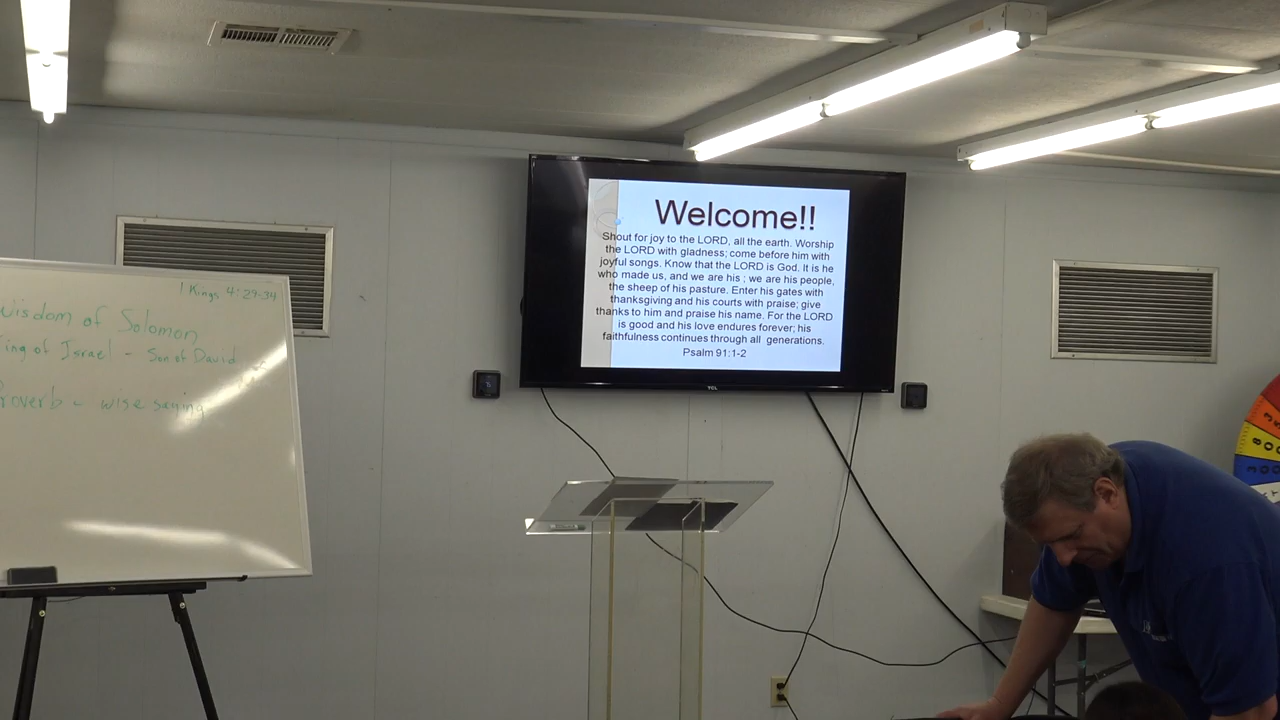 1 Kings 4:29-34
Wisdom of Solomon
King of Israel - Son of David
Proverb - wise saying
Welcome!!
Shout for joy to the LORD, all the earth. Worship
the LORD with gladness; come before him with
joyful songs. Know that the LORD is God. It is he
who made us, and we are his ; we are his people,
the sheep of his pasture. Enter his gates with
thanksgiving and his courts with praise; give
thanks to him and praise his name. For the LORD
is good and his love endures forever; his
faithfulness continues through all generations.
Psalm 91:1-2
TCL